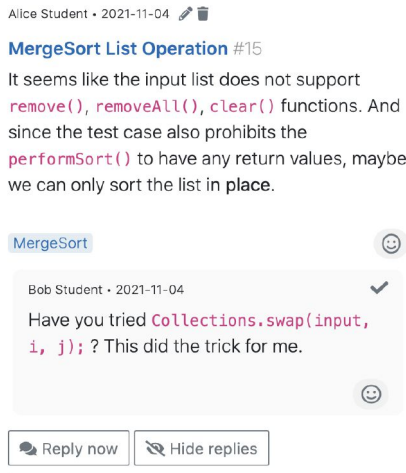 Alice Student • 2021-11-04
MergeSort List Operation #15
It seems like the input list does not support
remove(), removeAll(), clear() functions. And
since the test case also prohibits the
performSort() to have any return values, maybe
we can only sort the list in place.
MergeSort
Bob Student • 2021-11-04
Have you tried Collections.swap(input,
i, j); ? This did the trick for me.
Reply now Hide replies